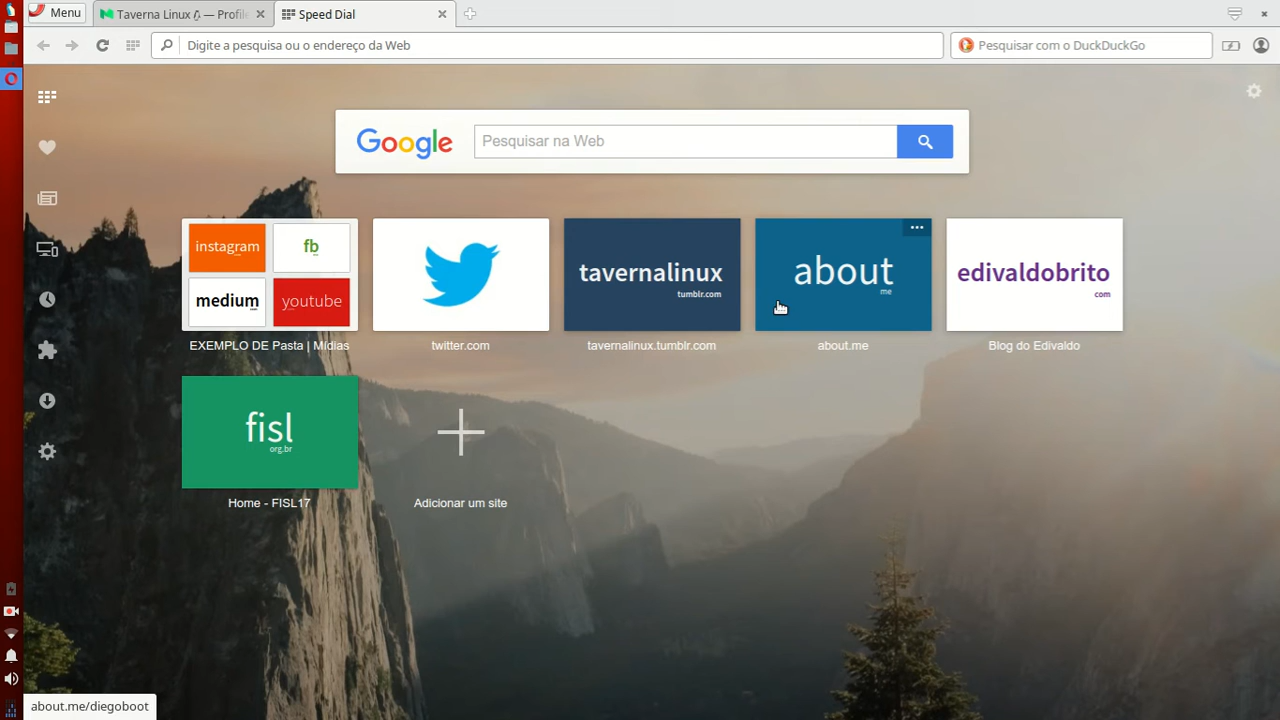 Menu
Taverna Linux 🐧 — Profile
Speed Dial
Digite a pesquisa ou o endereço da Web
Pesquisar com o DuckDuckGo
Google
Pesquisar na Web
instagram
fb
medium
youtube
EXEMPLO DE Pasta | Mídias
twitter.com
tavernalinux
tumblr.com
tavernalinux.tumblr.com
about
me
about.me
edivaldobrito
com
Blog do Edivaldo
fisl
org.br
Home - FISL17
Adicionar um site
about.me/diegoboot